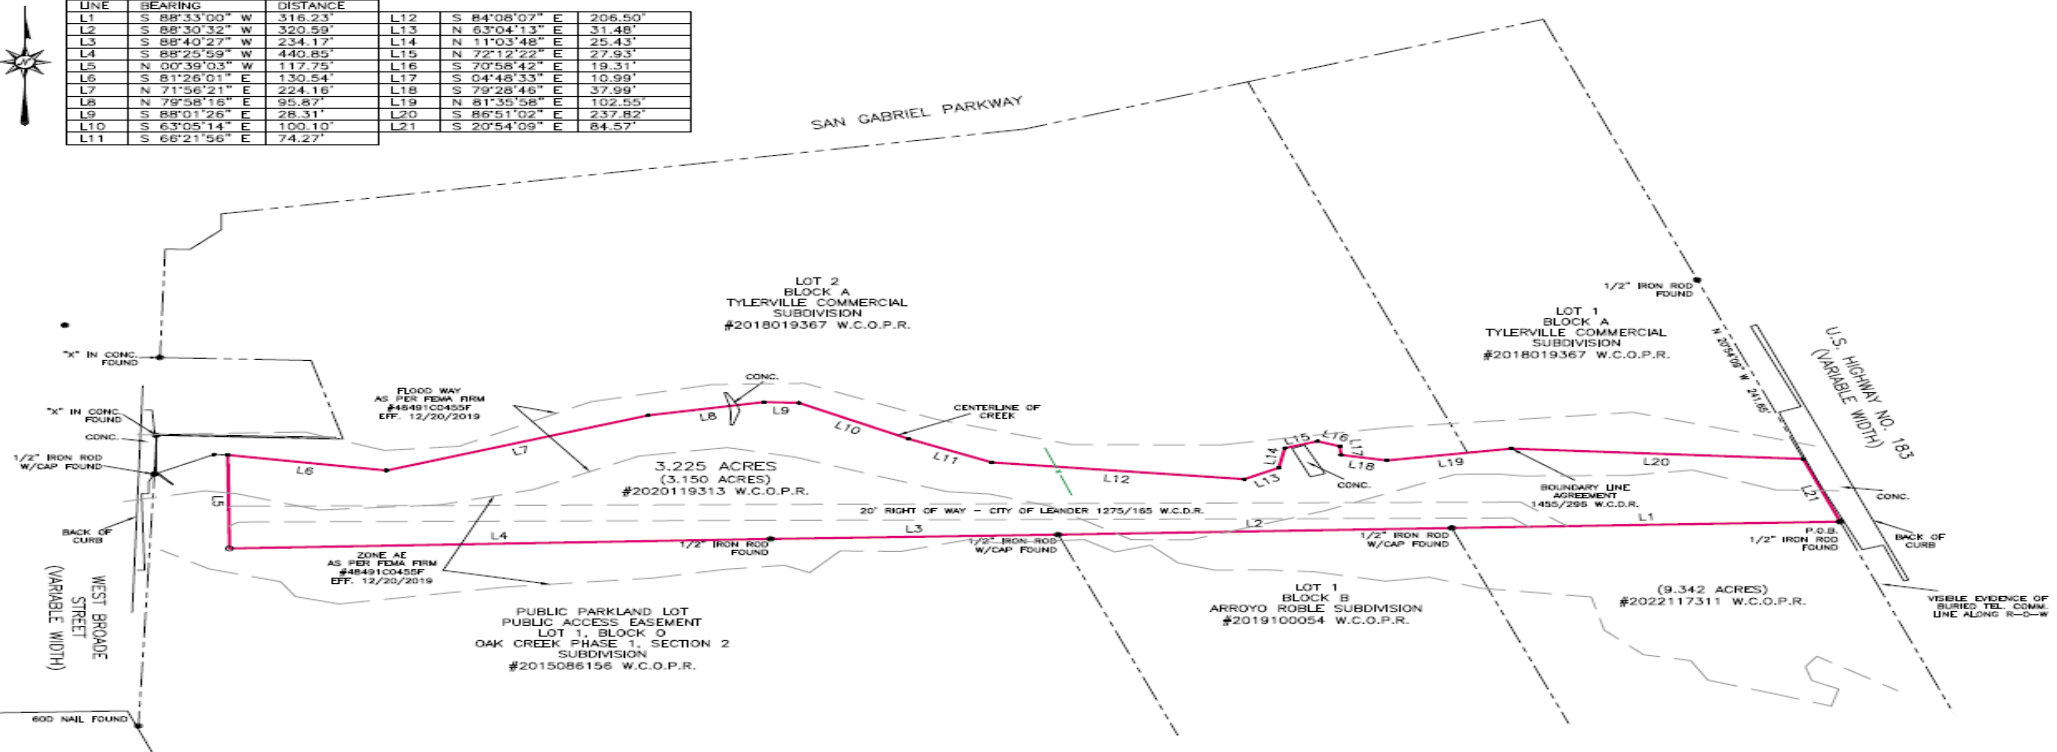 LINE BEARING DISTANCE
L1 S 88°33'00" W 316.23'
L2 S 88°30'32" W 320.59'
L3 S 88°40'27" W 234.17'
L4 S 88°25'59" W 440.85'
L5 N 00°39'03" W 117.75'
L6 S 81°26'01" E 130.54'
L7 N 71°56'21" E 224.16'
L8 N 79°58'16" E 95.87'
L9 S 88°01'26" E 28.31'
L10 S 63°05'14" E 100.10'
L11 S 66°21'56" E 74.27'
L12 S 84°08'07" E 206.50'
L13 N 63°04'13" E 31.48'
L14 N 11°03'48" E 25.43'
L15 N 72°12'22" E 27.93'
L16 S 70°58'42" E 19.31'
L17 S 04°48'33" E 10.99'
L18 S 79°28'46" E 37.99'
L19 N 81°35'58" E 102.55'
L20 S 86°51'02" E 237.82'
L21 S 20°54'09" E 84.57'
N
SAN GABRIEL PARKWAY
LOT 2
BLOCK A
TYLERVILLE COMMERCIAL
SUBDIVISION
#2018019367 W.C.O.P.R.
1/2" IRON ROD
FOUND
LOT 1
BLOCK A
TYLERVILLE COMMERCIAL
SUBDIVISION
#2018019367 W.C.O.P.R.
N 20°54'09" W 241.65'
U.S. HIGHWAY NO. 183
(VARIABLE WIDTH)
"X" IN CONC.
FOUND
"X" IN CONC.
FOUND
CONC.
1/2" IRON ROD
W/CAP FOUND
FLOOD WAY
AS PER FEMA FIRM
#48491C0455F
EFF. 12/20/2019
CONC.
CENTERLINE OF
CREEK
L6
L7
L8
L9
L10
L11
L12
L13
L14
L15
L16
L17
L18
L19
L20
L21
L5
CONC.
3.225 ACRES
(3.150 ACRES)
#2020119313 W.C.O.P.R.
BOUNDARY LINE
AGREEMENT
1455/296 W.C.D.R.
CONC.
20' RIGHT OF WAY - CITY OF LEANDER 1275/165 W.C.D.R.
L4
L3
L2
L1
BACK OF
CURB
1/2" IRON ROD
FOUND
1/2" IRON ROD
W/CAP FOUND
1/2" IRON ROD
W/CAP FOUND
P.O.B.
1/2" IRON ROD
FOUND
BACK OF
CURB
ZONE AE
AS PER FEMA FIRM
#48491C0455F
EFF. 12/20/2019
WEST BROADE
STREET
(VARIABLE WIDTH)
PUBLIC PARKLAND LOT
PUBLIC ACCESS EASEMENT
LOT 1, BLOCK O
OAK CREEK PHASE 1, SECTION 2
SUBDIVISION
#2015086156 W.C.O.P.R.
LOT 1
BLOCK B
ARROYO ROBLE SUBDIVISION
#2019100054 W.C.O.P.R.
(9.342 ACRES)
#2022117311 W.C.O.P.R.
VISIBLE EVIDENCE OF
BURIED TEL. COMM.
LINE ALONG R-O-W
60D NAIL FOUND